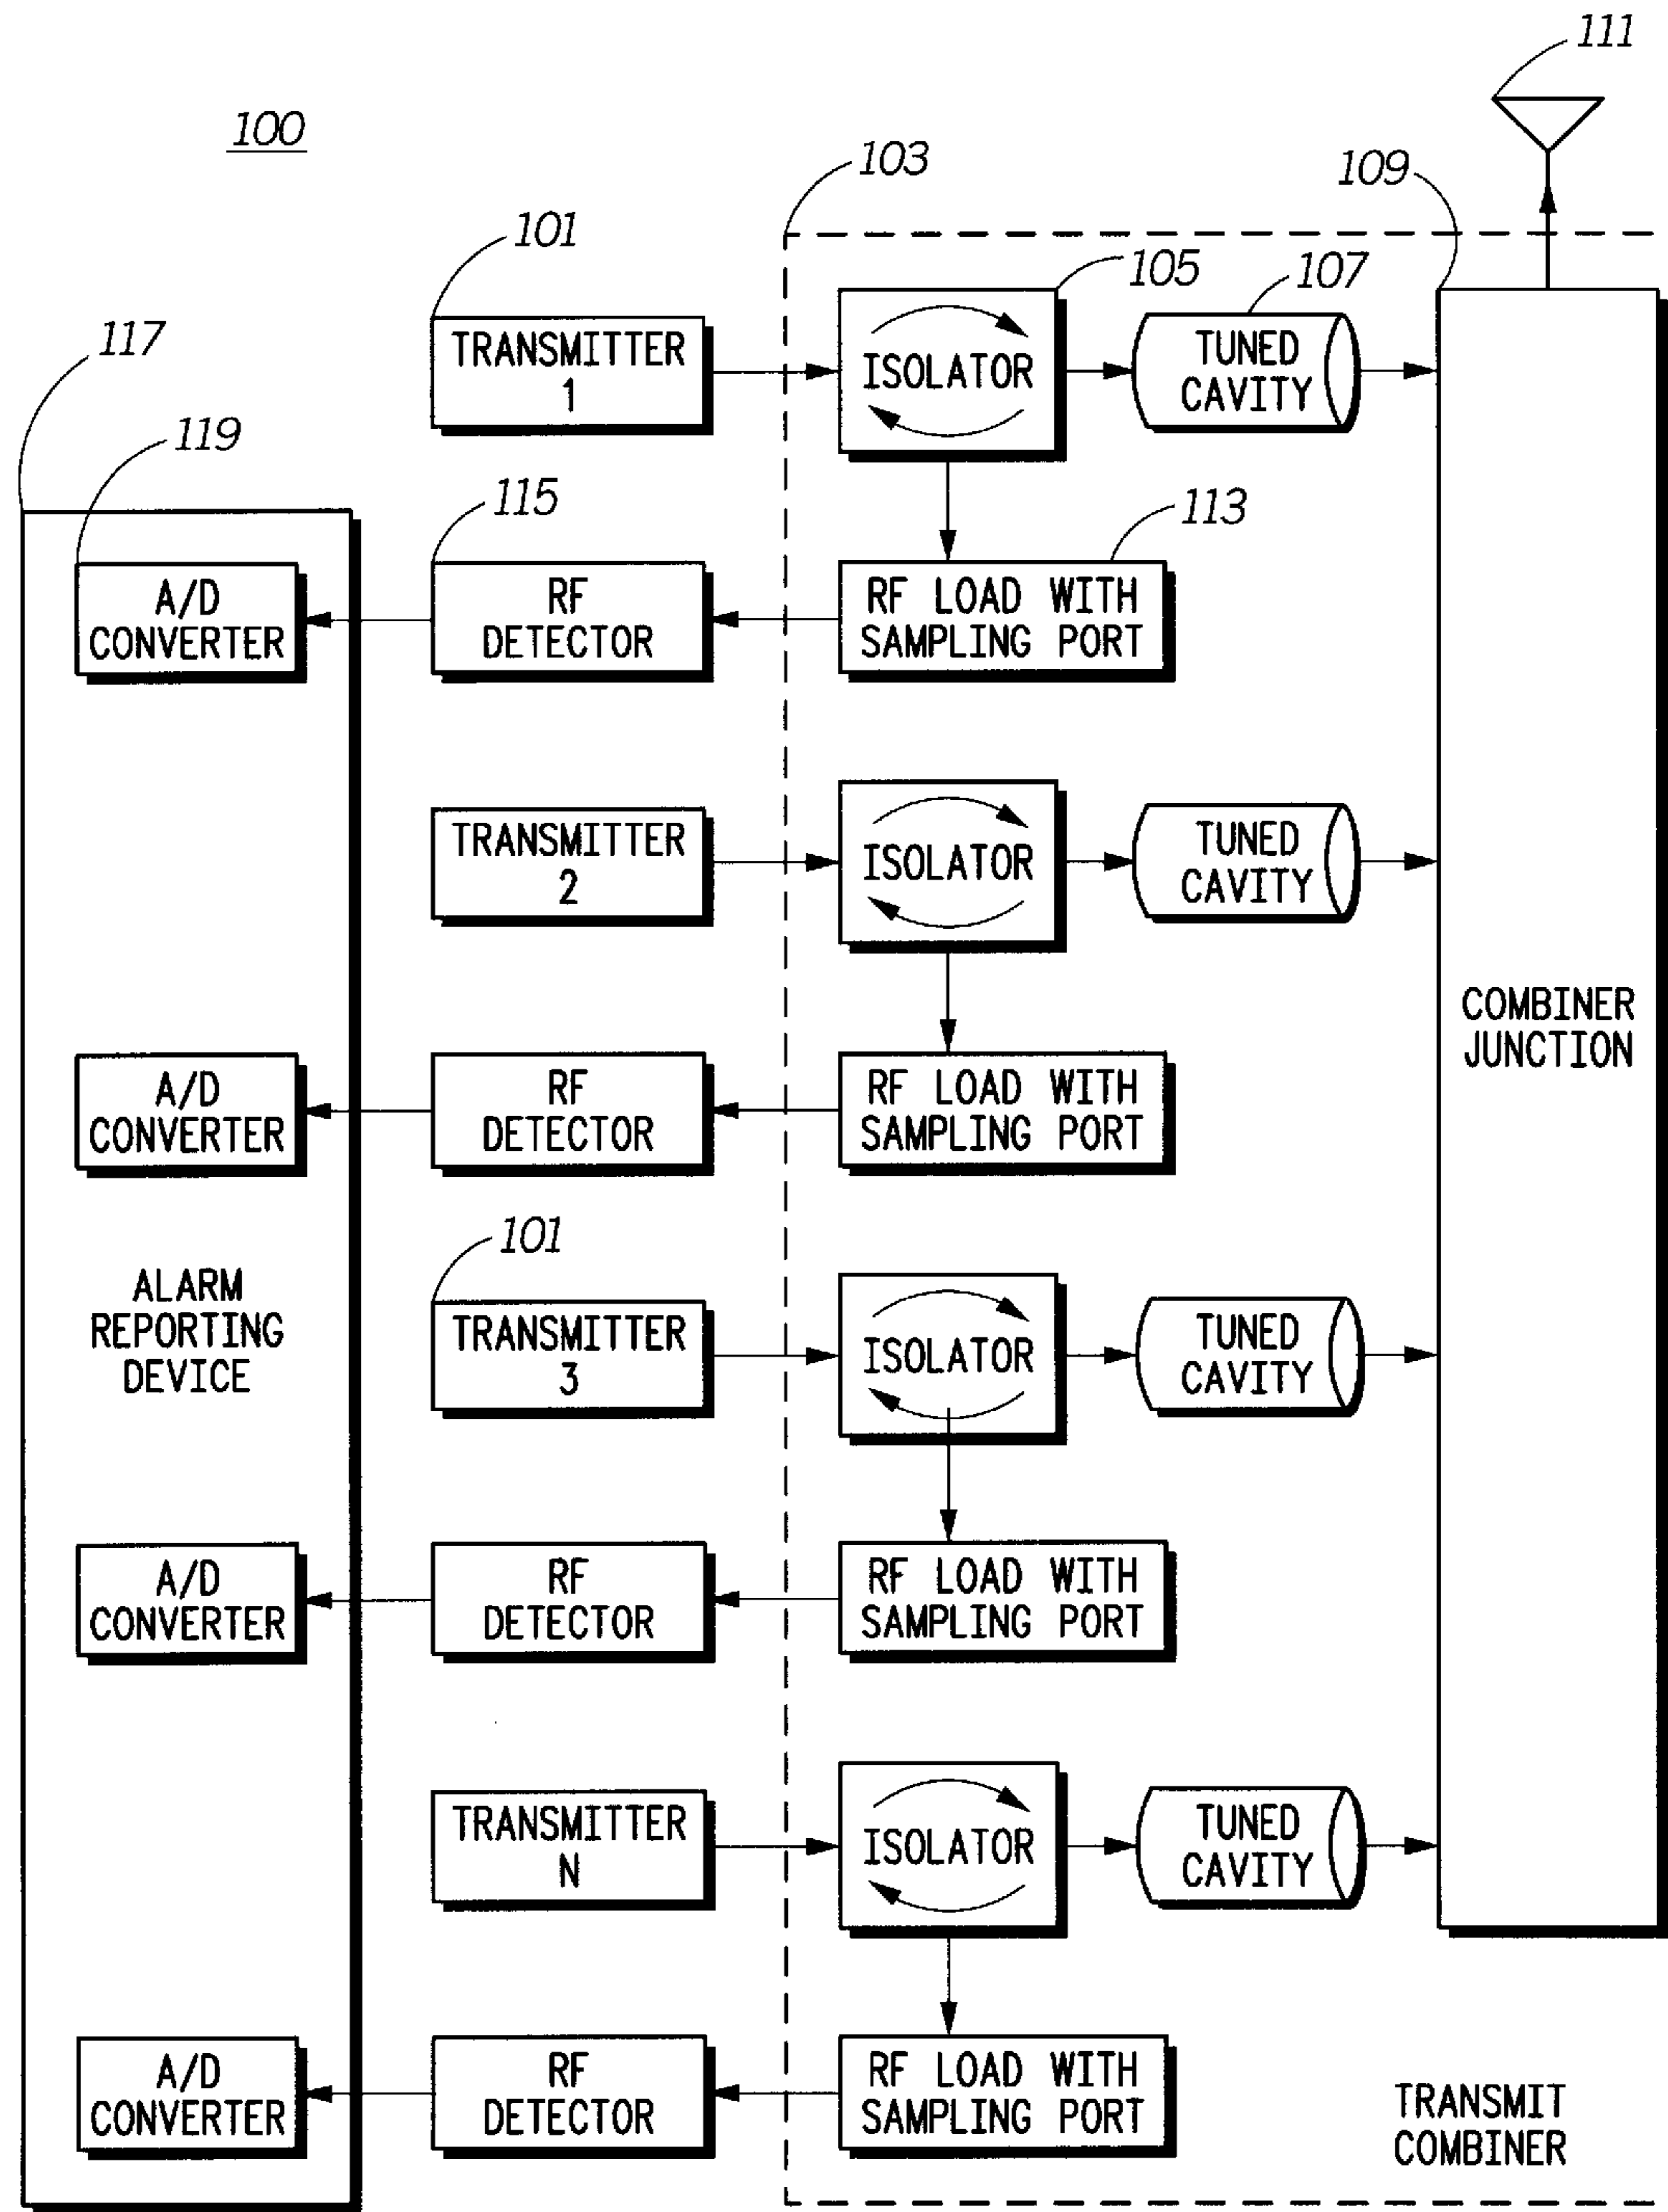 111
100
103
109
101
105
107
117
TRANSMITTER
1
ISOLATOR
TUNED
CAVITY
119
115
113
A/D
CONVERTER
RF
DETECTOR
RF LOAD WITH
SAMPLING PORT
TRANSMITTER
2
ISOLATOR
TUNED
CAVITY
COMBINER
JUNCTION
A/D
CONVERTER
RF
DETECTOR
RF LOAD WITH
SAMPLING PORT
101
ALARM
REPORTING
DEVICE
TRANSMITTER
3
ISOLATOR
TUNED
CAVITY
A/D
CONVERTER
RF
DETECTOR
RF LOAD WITH
SAMPLING PORT
TRANSMITTER
N
ISOLATOR
TUNED
CAVITY
A/D
CONVERTER
RF
DETECTOR
RF LOAD WITH
SAMPLING PORT
TRANSMIT
COMBINER